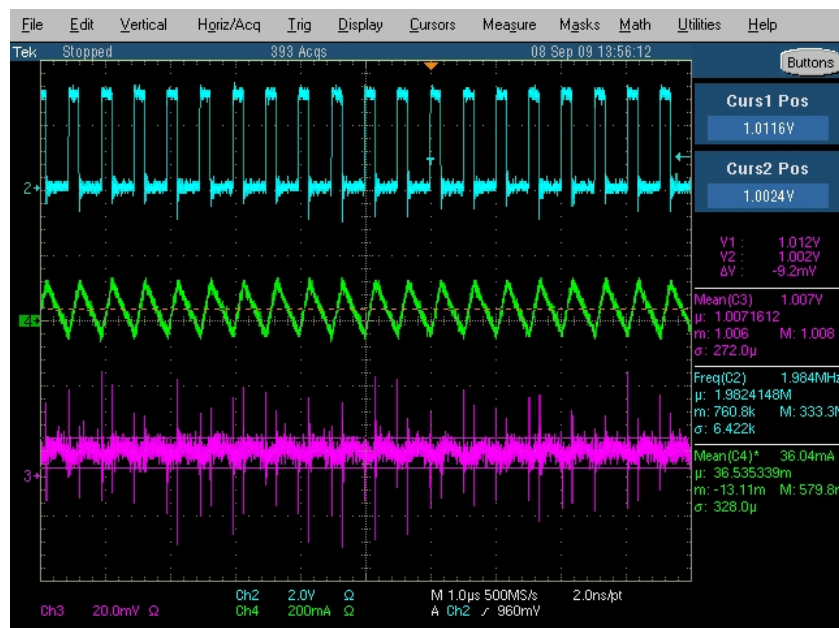 File Edit Vertical Horiz/Acq Trig Display Cursors Measure Masks Math Utilities Help
Tek Stopped 393 Acqs 08 Sep 09 13:56:12
Buttons
Curs1 Pos
1.0116V
Curs2 Pos
1.0024V
V1 : 1.012V
V2 : 1.002V
ΔV : -9.2mV
Mean(C3) 1.007V
μ: 1.0071612
m: 1.006 M: 1.008
σ: 272.0μ
Freq(C2) 1.984MHz
μ: 1.9824148M
m: 760.8k M: 333.3M
σ: 6.422k
Mean(C4)* 36.04mA
μ: 36.535339m
m: -13.11m M: 579.8m
σ: 328.0μ
2
T
4
3
Ch2 2.0V Ω M 1.0μs 500MS/s 2.0ns/pt
Ch3 20.0mV Ω Ch4 200mA Ω A Ch2 960mV